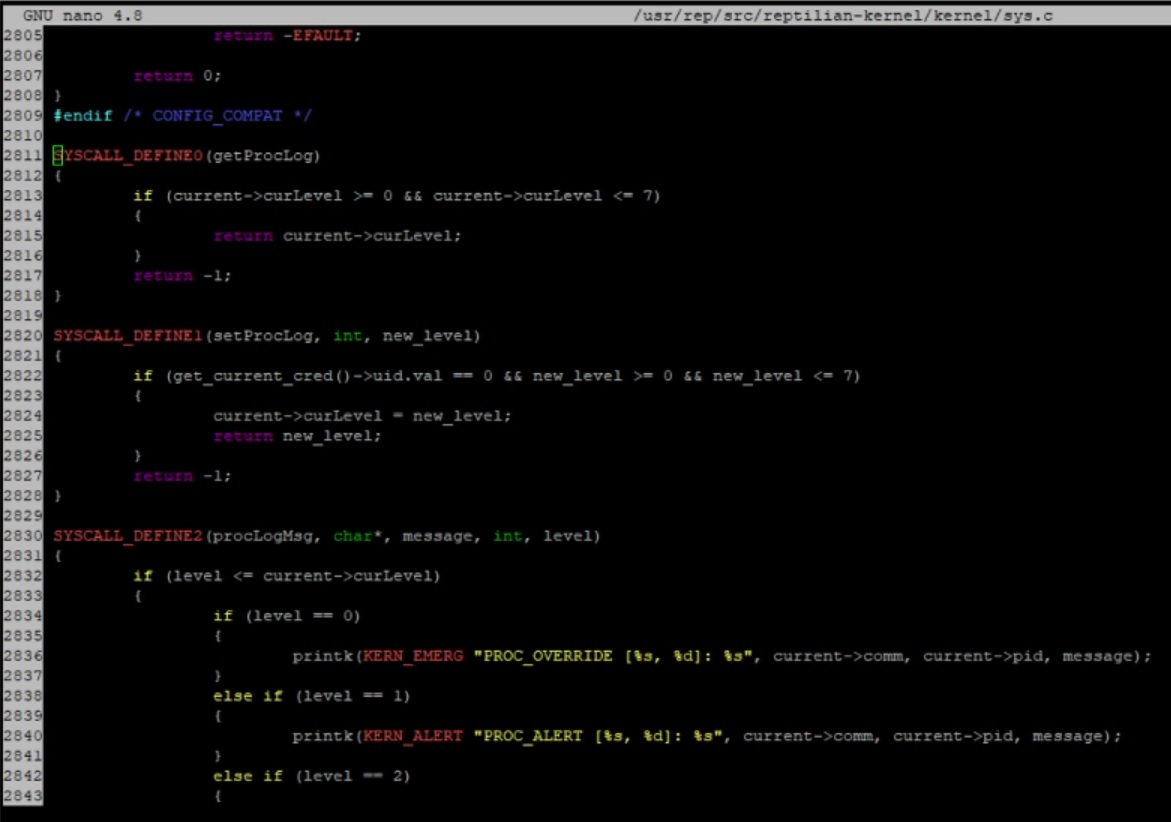 GNU nano 4.8 /usr/rep/src/reptilian-kernel/kernel/sys.c
2805 return -EFAULT;
2806
2807 return 0;
2808 }
2809 #endif /* CONFIG_COMPAT */
2810
2811 SYSCALL_DEFINE0(getProcLog)
2812 {
2813 if (current->curLevel >= 0 && current->curLevel <= 7)
2814 {
2815 return current->curLevel;
2816 }
2817 return -1;
2818 }
2819
2820 SYSCALL_DEFINE1(setProcLog, int, new_level)
2821 {
2822 if (get_current_cred()->uid.val == 0 && new_level >= 0 && new_level <= 7)
2823 {
2824 current->curLevel = new_level;
2825 return new_level;
2826 }
2827 return -1;
2828 }
2829
2830 SYSCALL_DEFINE2(procLogMsg, char*, message, int, level)
2831 {
2832 if (level <= current->curLevel)
2833 {
2834 if (level == 0)
2835 {
2836 printk(KERN_EMERG "PROC_OVERRIDE [%s, %d]: %s", current->comm, current->pid, message);
2837 }
2838 else if (level == 1)
2839 {
2840 printk(KERN_ALERT "PROC_ALERT [%s, %d]: %s", current->comm, current->pid, message);
2841 }
2842 else if (level == 2)
2843 {